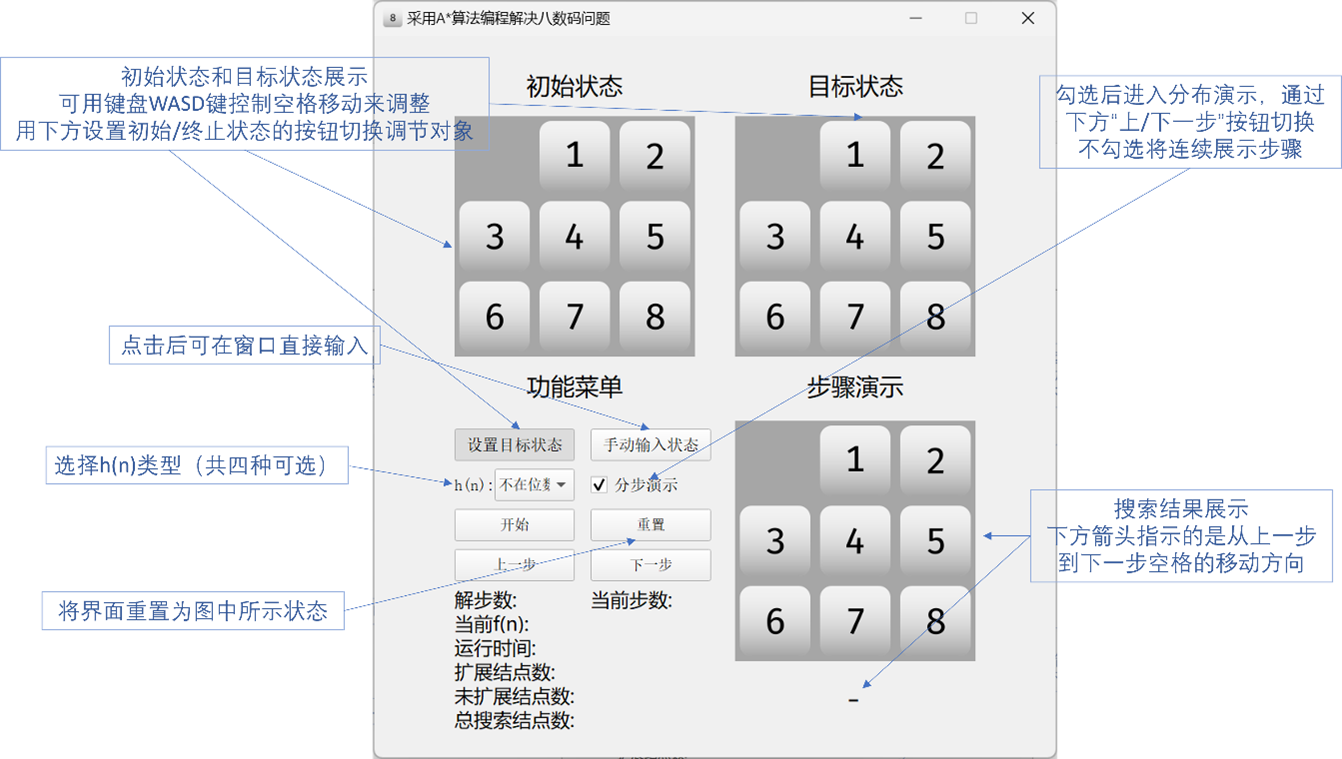 8 采用A*算法编程解决八数码问题
初始状态和目标状态展示
可用键盘WASD键控制空格移动来调整
用下方设置初始/终止状态的按钮切换调节对象
初始状态
目标状态
勾选后进入分布演示，通过
下方“上/下一步”按钮切换
不勾选将连续展示步骤
1 2
3 4 5
6 7 8
1 2
3 4 5
6 7 8
点击后可在窗口直接输入
功能菜单
步骤演示
设置目标状态
手动输入状态
选择h(n)类型（共四种可选）
h(n):
不在位数
分步演示
开始
重置
上一步
下一步
将界面重置为图中所示状态
解步数:
当前步数:
当前f(n):
运行时间:
扩展结点数:
未扩展结点数:
总搜索结点数:
1 2
3 4 5
6 7 8
–
搜索结果展示
下方箭头指示的是从上一步
到下一步空格的移动方向